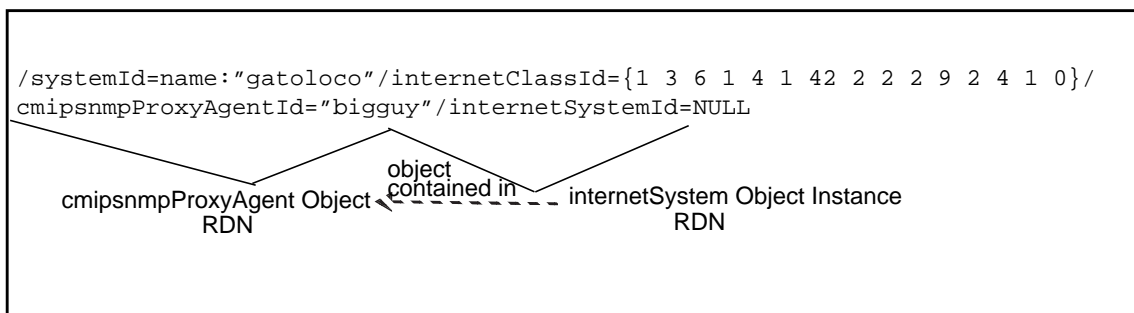 /systemId=name:"gatoloco"/internetClassId={1 3 6 1 4 1 42 2 2 2 9 2 4 1 0}/
cmipsnmpProxyAgentId="bigguy"/internetSystemId=NULL
object
contained in
cmipsnmpProxyAgent Object
RDN
internetSystem Object Instance
RDN